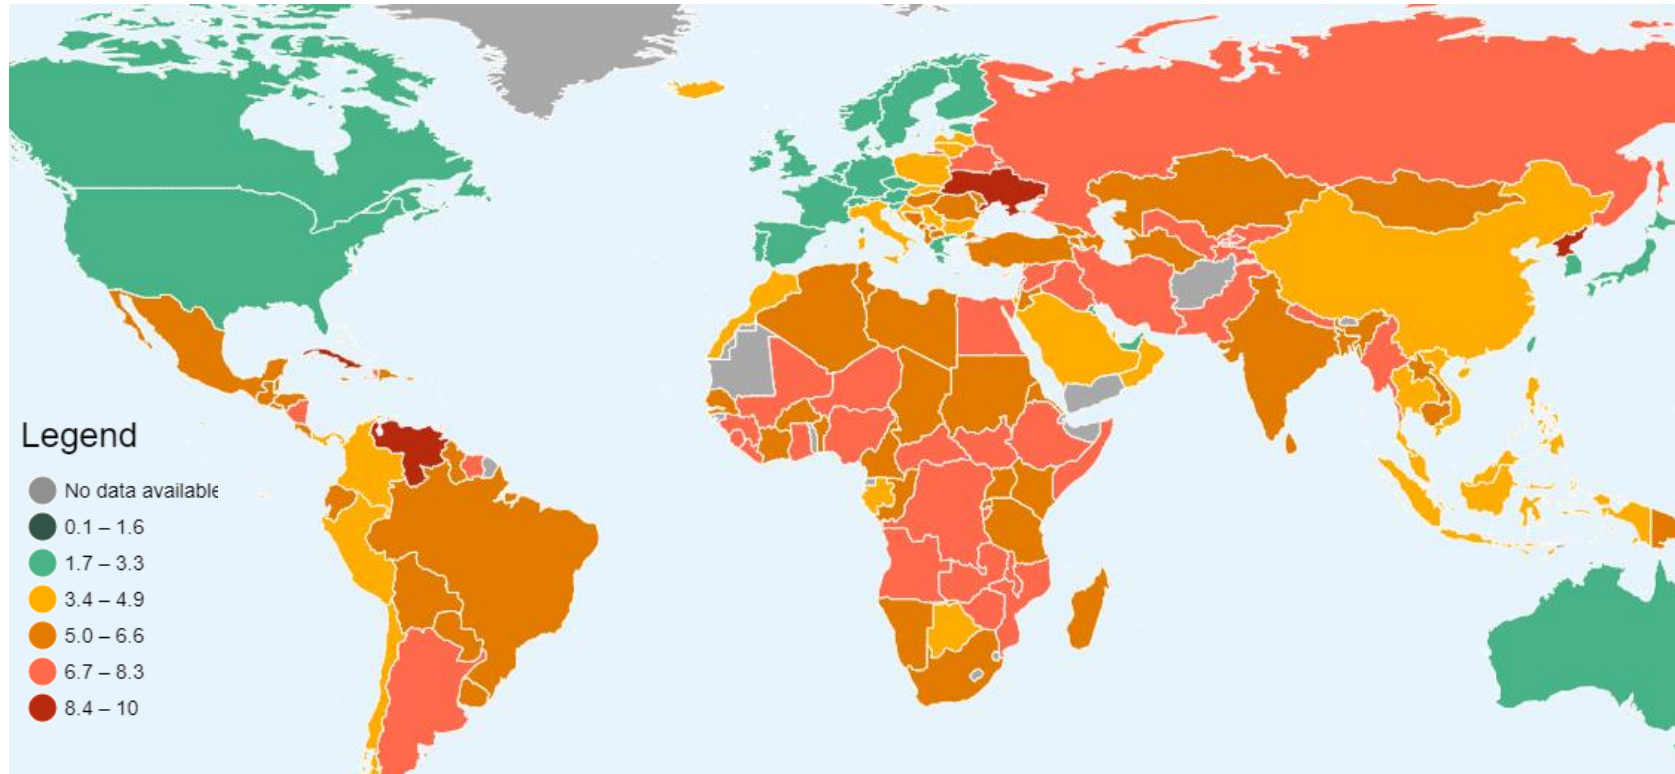 Legend
No data available
0.1 – 1.6
1.7 – 3.3
3.4 – 4.9
5.0 – 6.6
6.7 – 8.3
8.4 – 10